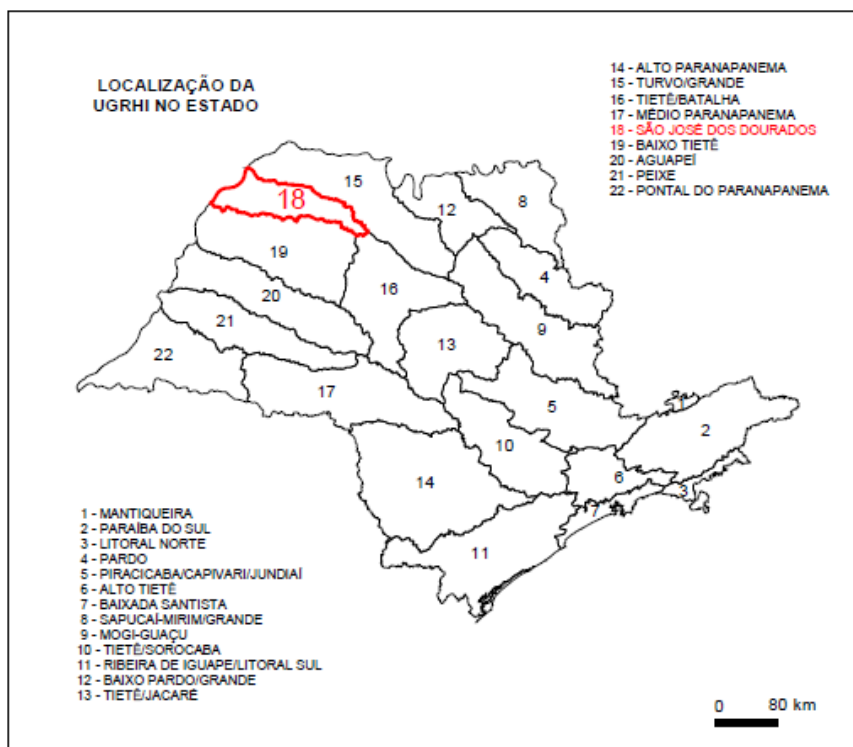 LOCALIZAÇÃO DA
UGRHI NO ESTADO
14 - ALTO PARANAPANEMA
15 - TURVO/GRANDE
16 - TIETÊ/BATALHA
17 - MÉDIO PARANAPANEMA
18 - SÃO JOSÉ DOS DOURADOS
19 - BAIXO TIETÊ
20 - AGUAPEÍ
21 - PEIXE
22 - PONTAL DO PARANAPANEMA
15
18
12
8
19
4
16
20
9
21
13
22
17
5
1
2
10
6
14
3
7
11
1 - MANTIQUEIRA
2 - PARAÍBA DO SUL
3 - LITORAL NORTE
4 - PARDO
5 - PIRACICABA/CAPIVARI/JUNDIAÍ
6 - ALTO TIETÊ
7 - BAIXADA SANTISTA
8 - SAPUCAÍ-MIRIM/GRANDE
9 - MOGI-GUAÇU
10 - TIETÊ/SOROCABA
11 - RIBEIRA DE IGUAPE/LITORAL SUL
12 - BAIXO PARDO/GRANDE
13 - TIETÊ/JACARÉ
0 80 km